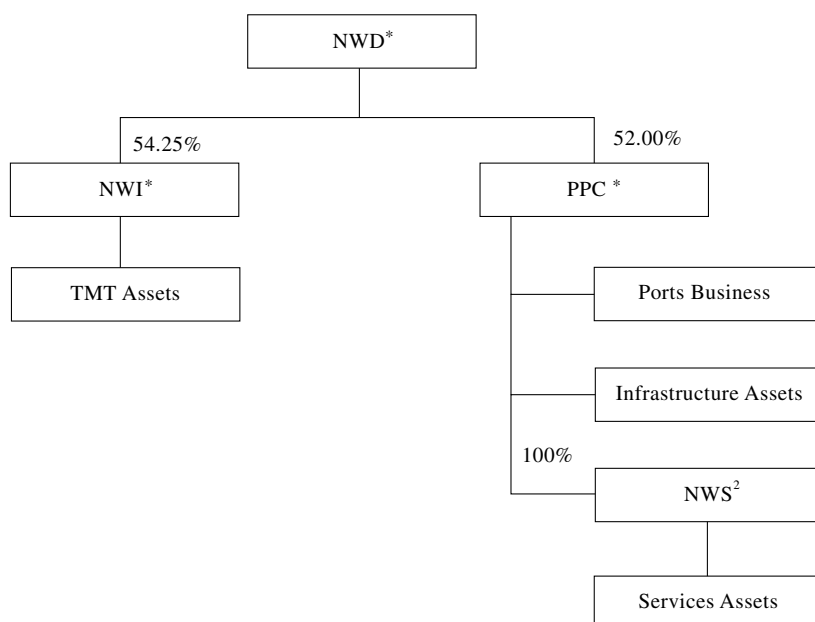 NWD*
54.25%
52.00%
NWI*
PPC *
TMT Assets
Ports Business
Infrastructure Assets
100%
NWS²
Services Assets